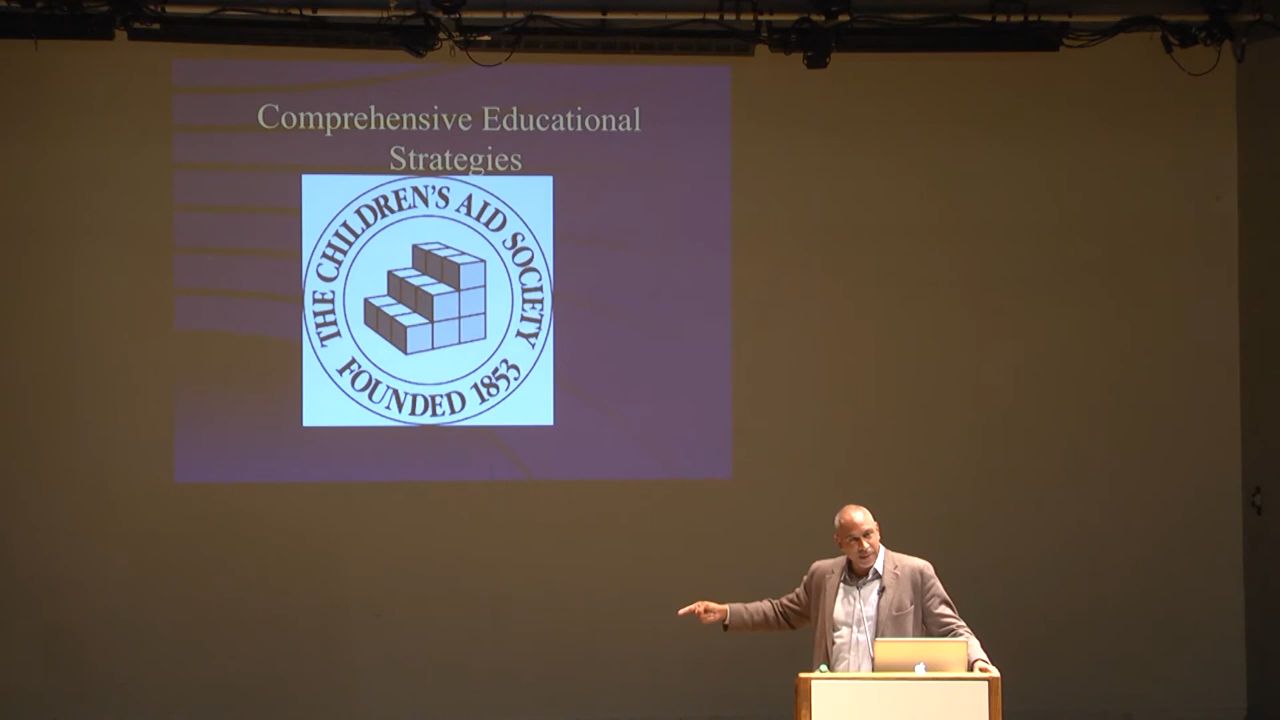 Comprehensive Educational
Strategies
THE CHILDREN'S AID SOCIETY
FOUNDED 1853